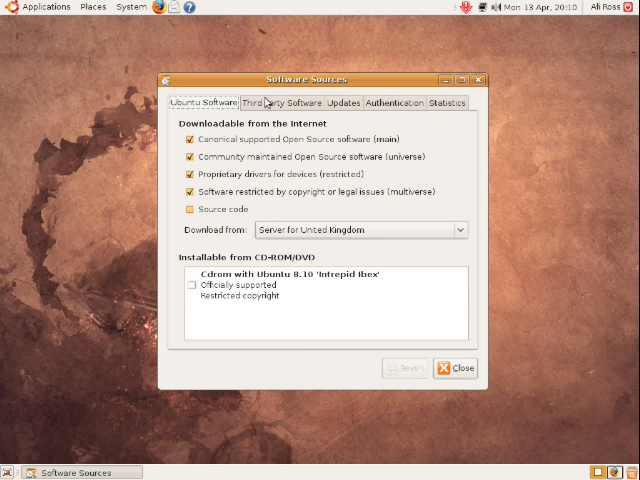 Applications Places System Mon 13 Apr, 20:10 Ali Ross
Software Sources
Ubuntu Software Third-Party Software Updates Authentication Statistics
Downloadable from the Internet
Canonical supported Open Source software (main)
Community maintained Open Source software (universe)
Proprietary drivers for devices (restricted)
Software restricted by copyright or legal issues (multiverse)
Source code
Download from: Server for United Kingdom
Installable from CD-ROM/DVD
Cdrom with Ubuntu 8.10 'Intrepid Ibex'
Officially supported
Restricted copyright
Revert Close
Software Sources